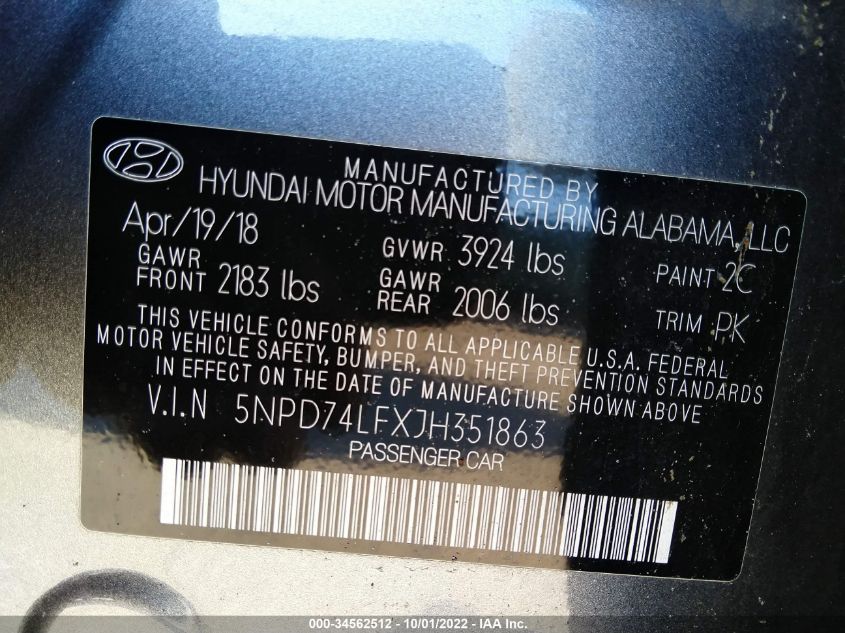 MANUFACTURED BY
HYUNDAI MOTOR MANUFACTURING ALABAMA, LLC
Apr/19/18
GAWR FRONT 2183 lbs
GVWR 3924 lbs
GAWR REAR 2006 lbs
PAINT 2C
TRIM PK
THIS VEHICLE CONFORMS TO ALL APPLICABLE U.S.A. FEDERAL
MOTOR VEHICLE SAFETY, BUMPER, AND THEFT PREVENTION STANDARDS
IN EFFECT ON THE DATE OF MANUFACTURE SHOWN ABOVE
V.I.N 5NPD74LFXJH351863
PASSENGER CAR
000-34562512 - 10/01/2022 - IAA Inc.